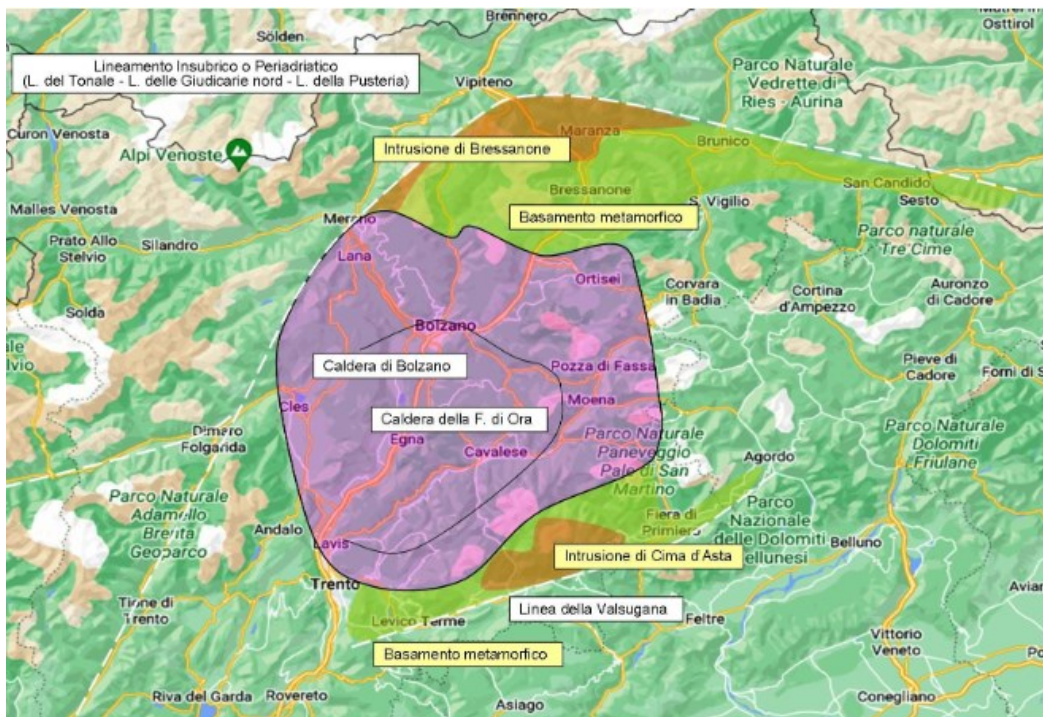 Brennero
Matrei in
Osttirol
Sölden
Lineamento Insubrico o Periadriatico
(L. del Tonale - L. delle Giudicarie nord - L. della Pusteria)
Vipiteno
Parco Naturale
Vedrette di
Ries - Aurina
Curon Venosta
Maranza
Brunico
Alpi Venoste
Intrusione di Bressanone
San Candido
Sesto
Bressanone
Malles Venosta
Merano
S. Vigilio
Basamento metamorfico
Prato Allo
Stelvio
Silandro
Lana
Parco naturale
Tre Cime
Ortisei
Corvara
in Badia
Cortina
d'Ampezzo
Auronzo
di Cadore
Solda
Bolzano
Caldera di Bolzano
Pozza di Fassa
Pieve di
Cadore
Forni di S
Cles
Caldera della F. di Ora
Moena
Dimaro
Folgarida
Egna
Cavalese
Parco Naturale
Paneveggio
Pale di San
Martino
Parco
Naturale
Dolomiti
Friulane
Agordo
Parco Naturale
Adamello
Brenta
Geoparco
Andalo
Lavis
Fiera di
Primiero
Parco
Nazionale
delle Dolomiti
ellunesi
Intrusione di Cima d'Asta
Belluno
Trento
Avian
Tione di
Trento
Levico Terme
Linea della Valsugana
Feltre
Basamento metamorfico
Vittorio
Veneto
Po
Riva del Garda
Rovereto
Asiago
Conegliano